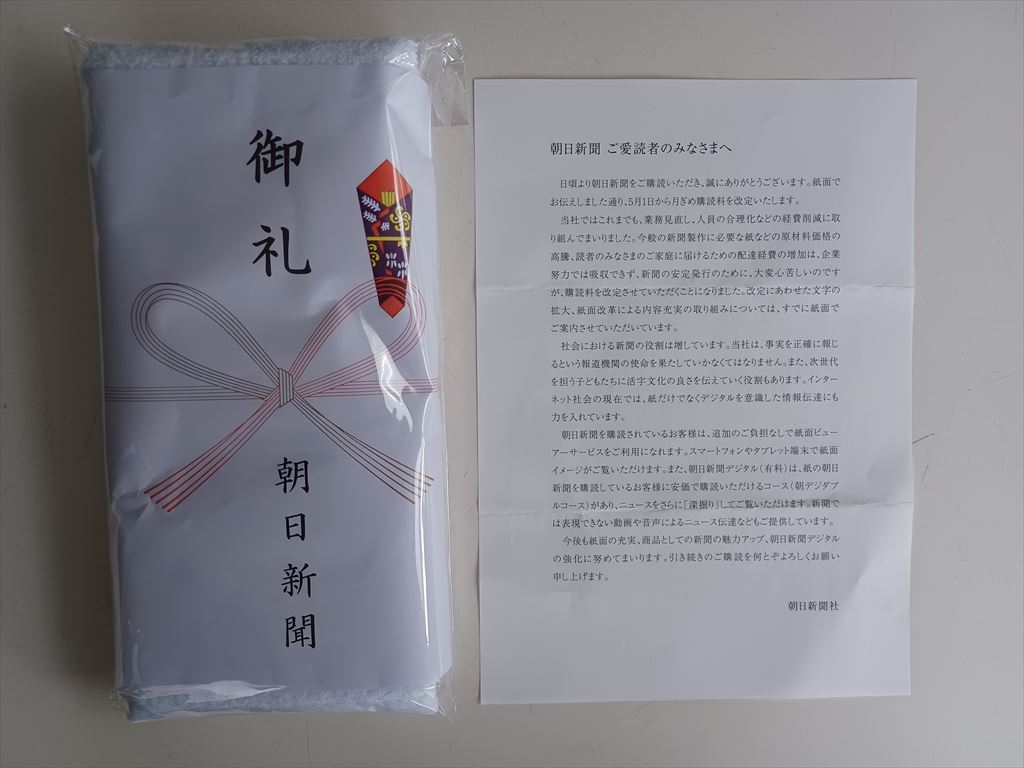 御礼
朝日新聞
朝日新聞 ご愛読者のみなさまへ
日頃より朝日新聞をご購読いただき、誠にありがとうございます。紙面で
お伝えしました通り、5月1日から月ぎめ購読料を改定いたします。
当社ではこれまでも、業務見直し、人員の合理化などの経費削減に取
り組んでまいりました。今般の新聞製作に必要な紙などの原材料価格の
高騰、読者のみなさまのご家庭に届けるための配達経費の増加は、企業
努力では吸収できず、新聞の安定発行のために、大変心苦しいのです
が、購読料を改定させていただくことになりました。改定にあわせた文字の
拡大、紙面改革による内容充実の取り組みについては、すでに紙面で
ご案内させていただいています。
社会における新聞の役割は増しています。当社は、事実を正確に報じ
るという報道機関の使命を果たしていかなくてはなりません。また、次世代
を担う子どもたちに活字文化の良さを伝えていく役割もあります。インター
ネット社会の現在では、紙だけでなくデジタルを意識した情報伝達にも
力を入れています。
朝日新聞を購読されているお客様は、追加のご負担なしで紙面ビュー
アーサービスをご利用になれます。スマートフォンやタブレット端末で紙面
イメージがご覧いただけます。また、朝日新聞デジタル(有料)は、紙の朝日
新聞を購読しているお客様に安価で購読いただけるコース(朝デジダブ
ルコース)があり、ニュースをさらに「深掘り」してご覧いただけます。新聞で
は表現できない動画や音声によるニュース伝達などもご提供しています。
今後も紙面の充実、商品としての新聞の魅力アップ、朝日新聞デジタル
の強化に努めてまいります。引き続きのご購読を何とぞよろしくお願い
申し上げます。
朝日新聞社